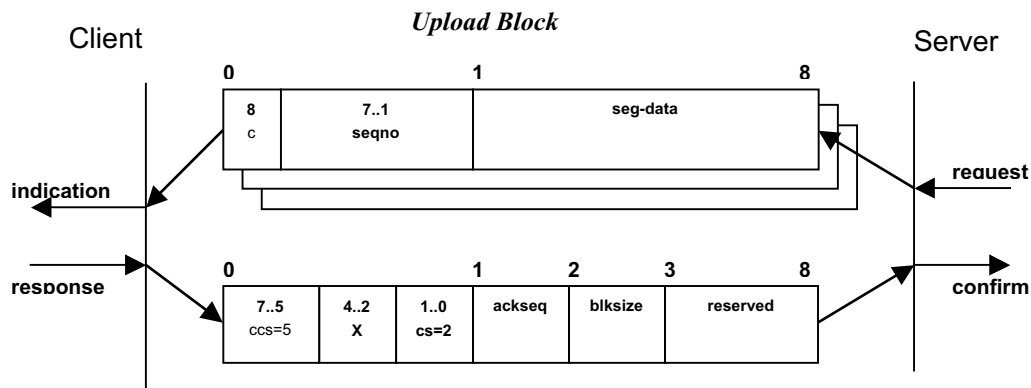 Upload Block
Client
Server
0 1 8
8 7..1 seg-data
c seqno
indication
request
0 1 2 3 8
response
confirm
7..5 4..2 1..0 ackseq blksize reserved
ccs=5 X cs=2